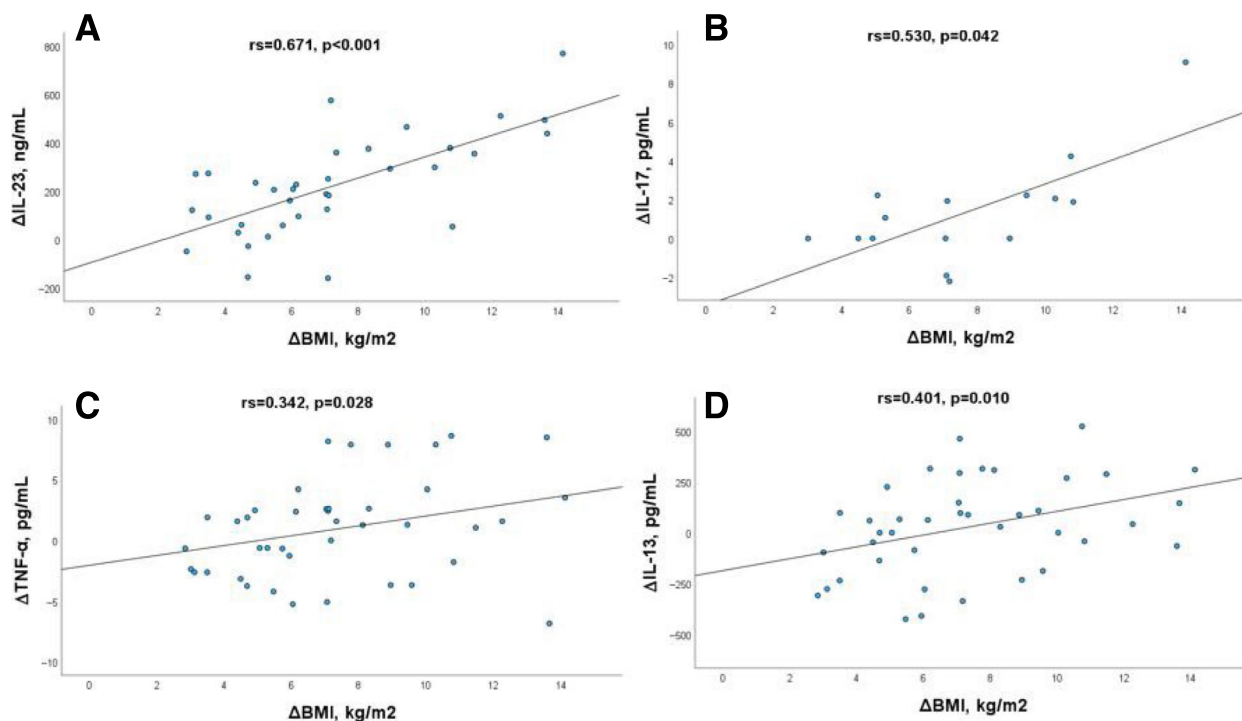 A
rs=0.671, p<0.001
800
600
400
200
0
−200
ΔIL-23, ng/mL
0 2 4 6 8 10 12 14
ΔBMI, kg/m2
B
rs=0.530, p=0.042
10
8
6
4
2
0
−2
ΔIL-17, pg/mL
0 2 4 6 8 10 12 14
ΔBMI, kg/m2
C
rs=0.342, p=0.028
10
5
0
−5
−10
ΔTNF-α, pg/mL
0 2 4 6 8 10 12 14
ΔBMI, kg/m2
D
rs=0.401, p=0.010
500
250
0
−250
−500
ΔIL-13, pg/mL
0 2 4 6 8 10 12 14
ΔBMI, kg/m2